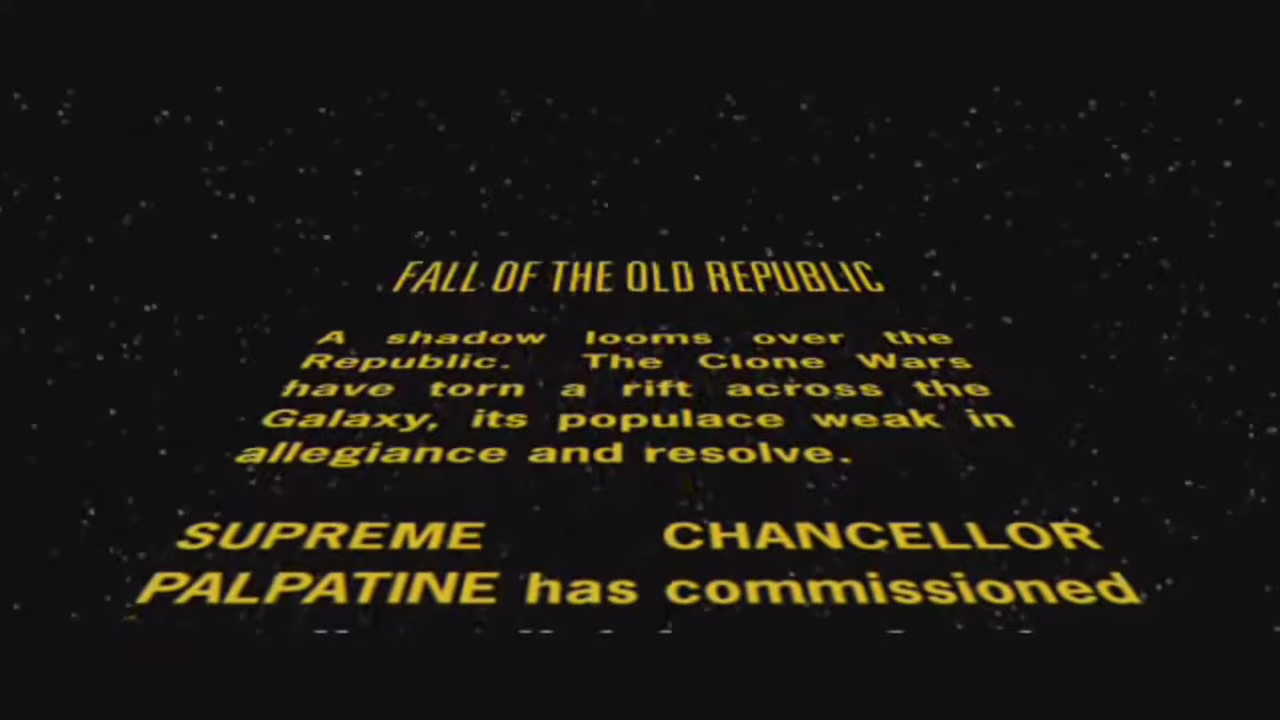 FALL OF THE OLD REPUBLIC
A shadow looms over the
Republic. The Clone Wars
have torn a rift across the
Galaxy, its populace weak in
allegiance and resolve.
SUPREME CHANCELLOR
PALPATINE has commissioned